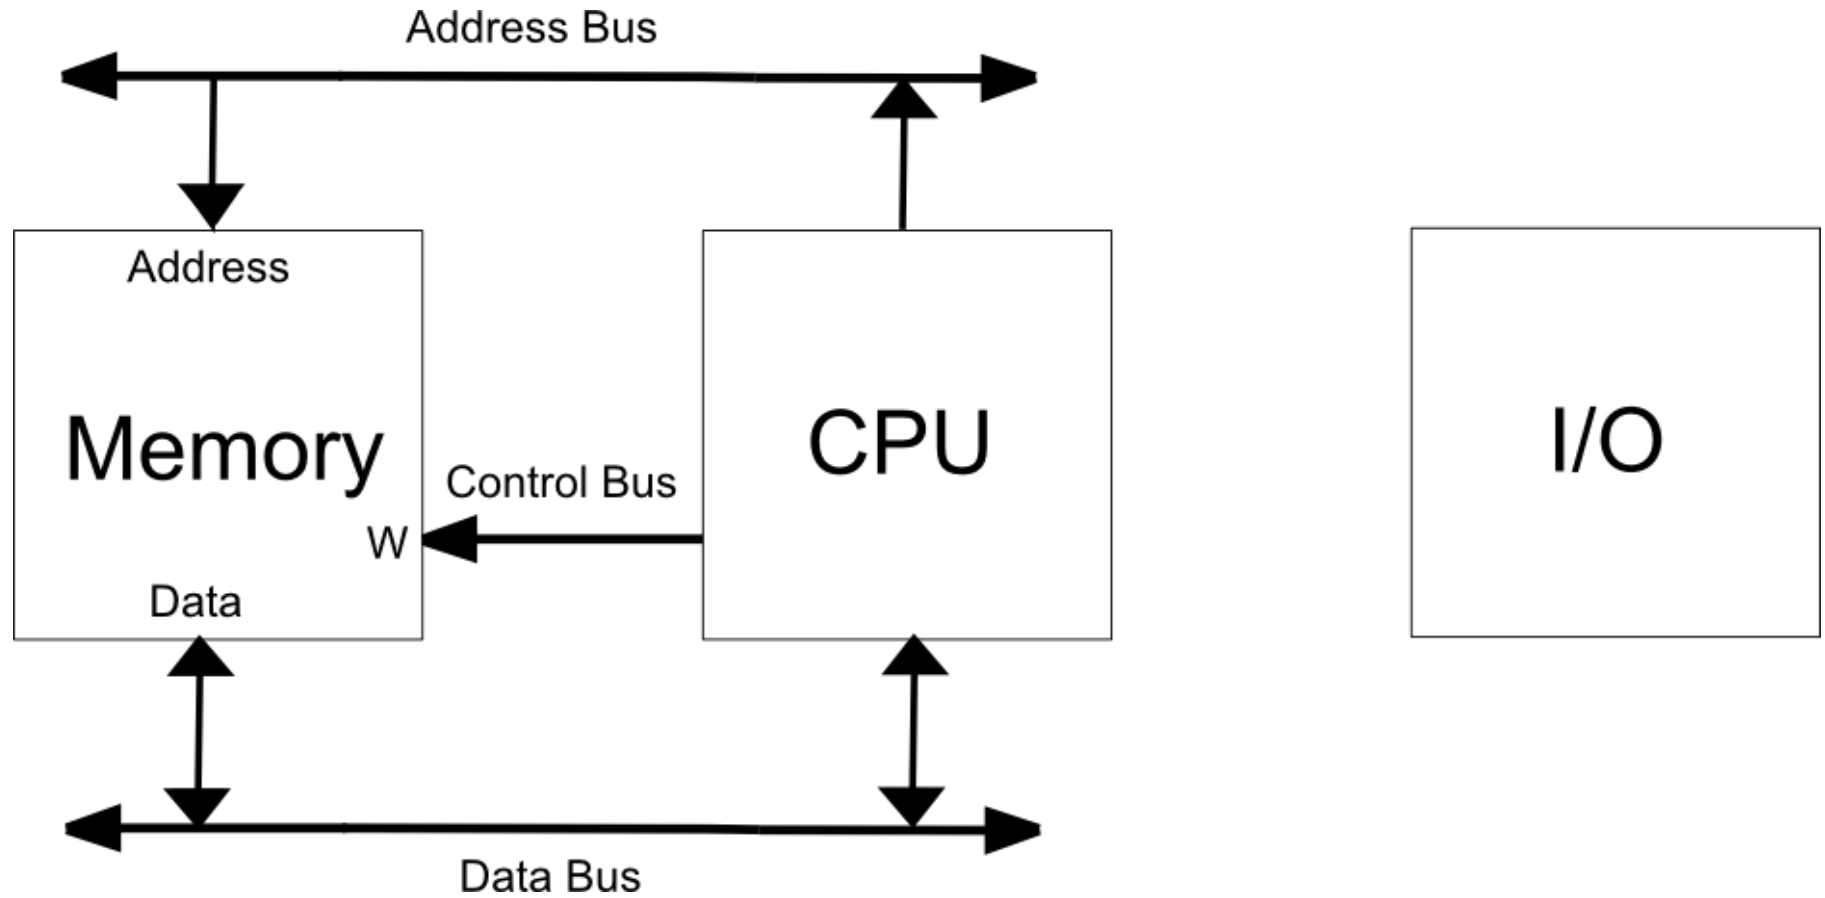 Address Bus
Address
Memory
CPU
I/O
Control Bus
W
Data
Data Bus